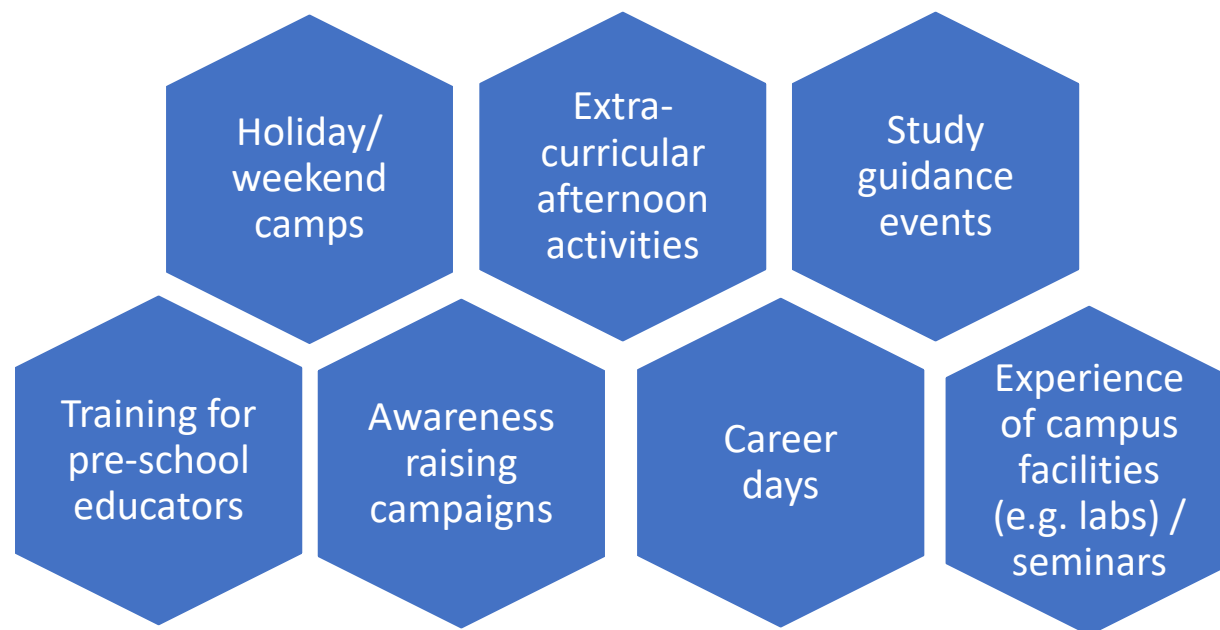 Holiday/
weekend
camps
Extra-
curricular
afternoon
activities
Study
guidance
events
Training for
pre-school
educators
Awareness
raising
campaigns
Career
days
Experience
of campus
facilities
(e.g. labs) /
seminars